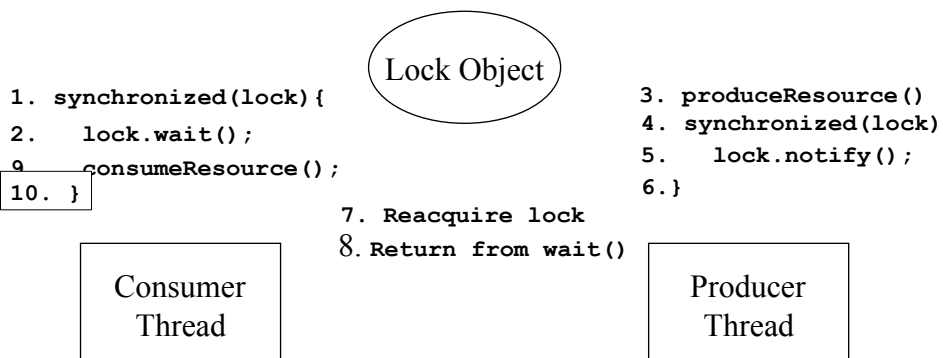 Lock Object
1. synchronized(lock){
2.   lock.wait();
9.   consumeResource();
10. }
3. produceResource()
4. synchronized(lock)
5.   lock.notify();
6.}
7. Reacquire lock
8. Return from wait()
Consumer
Thread
Producer
Thread